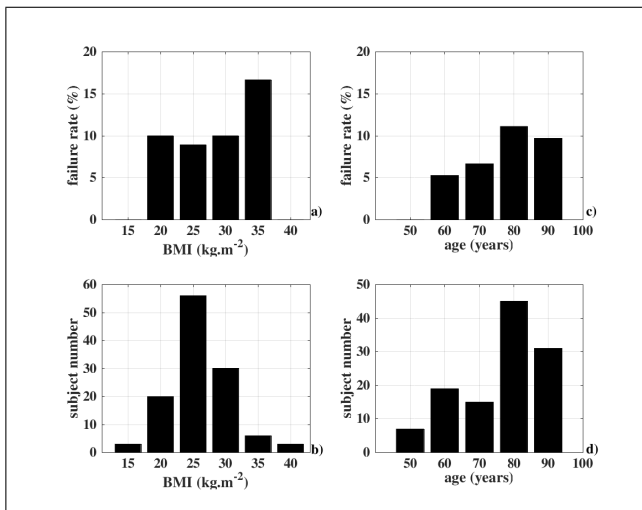 20
15
10
5
0
failure rate (%)
15 20 25 30 35 40
BMI (kg.m-2)
a)
20
15
10
5
0
failure rate (%)
50 60 70 80 90 100
age (years)
c)
60
50
40
30
20
10
0
subject number
15 20 25 30 35 40
BMI (kg.m-2)
b)
50
40
30
20
10
0
subject number
50 60 70 80 90 100
age (years)
d)